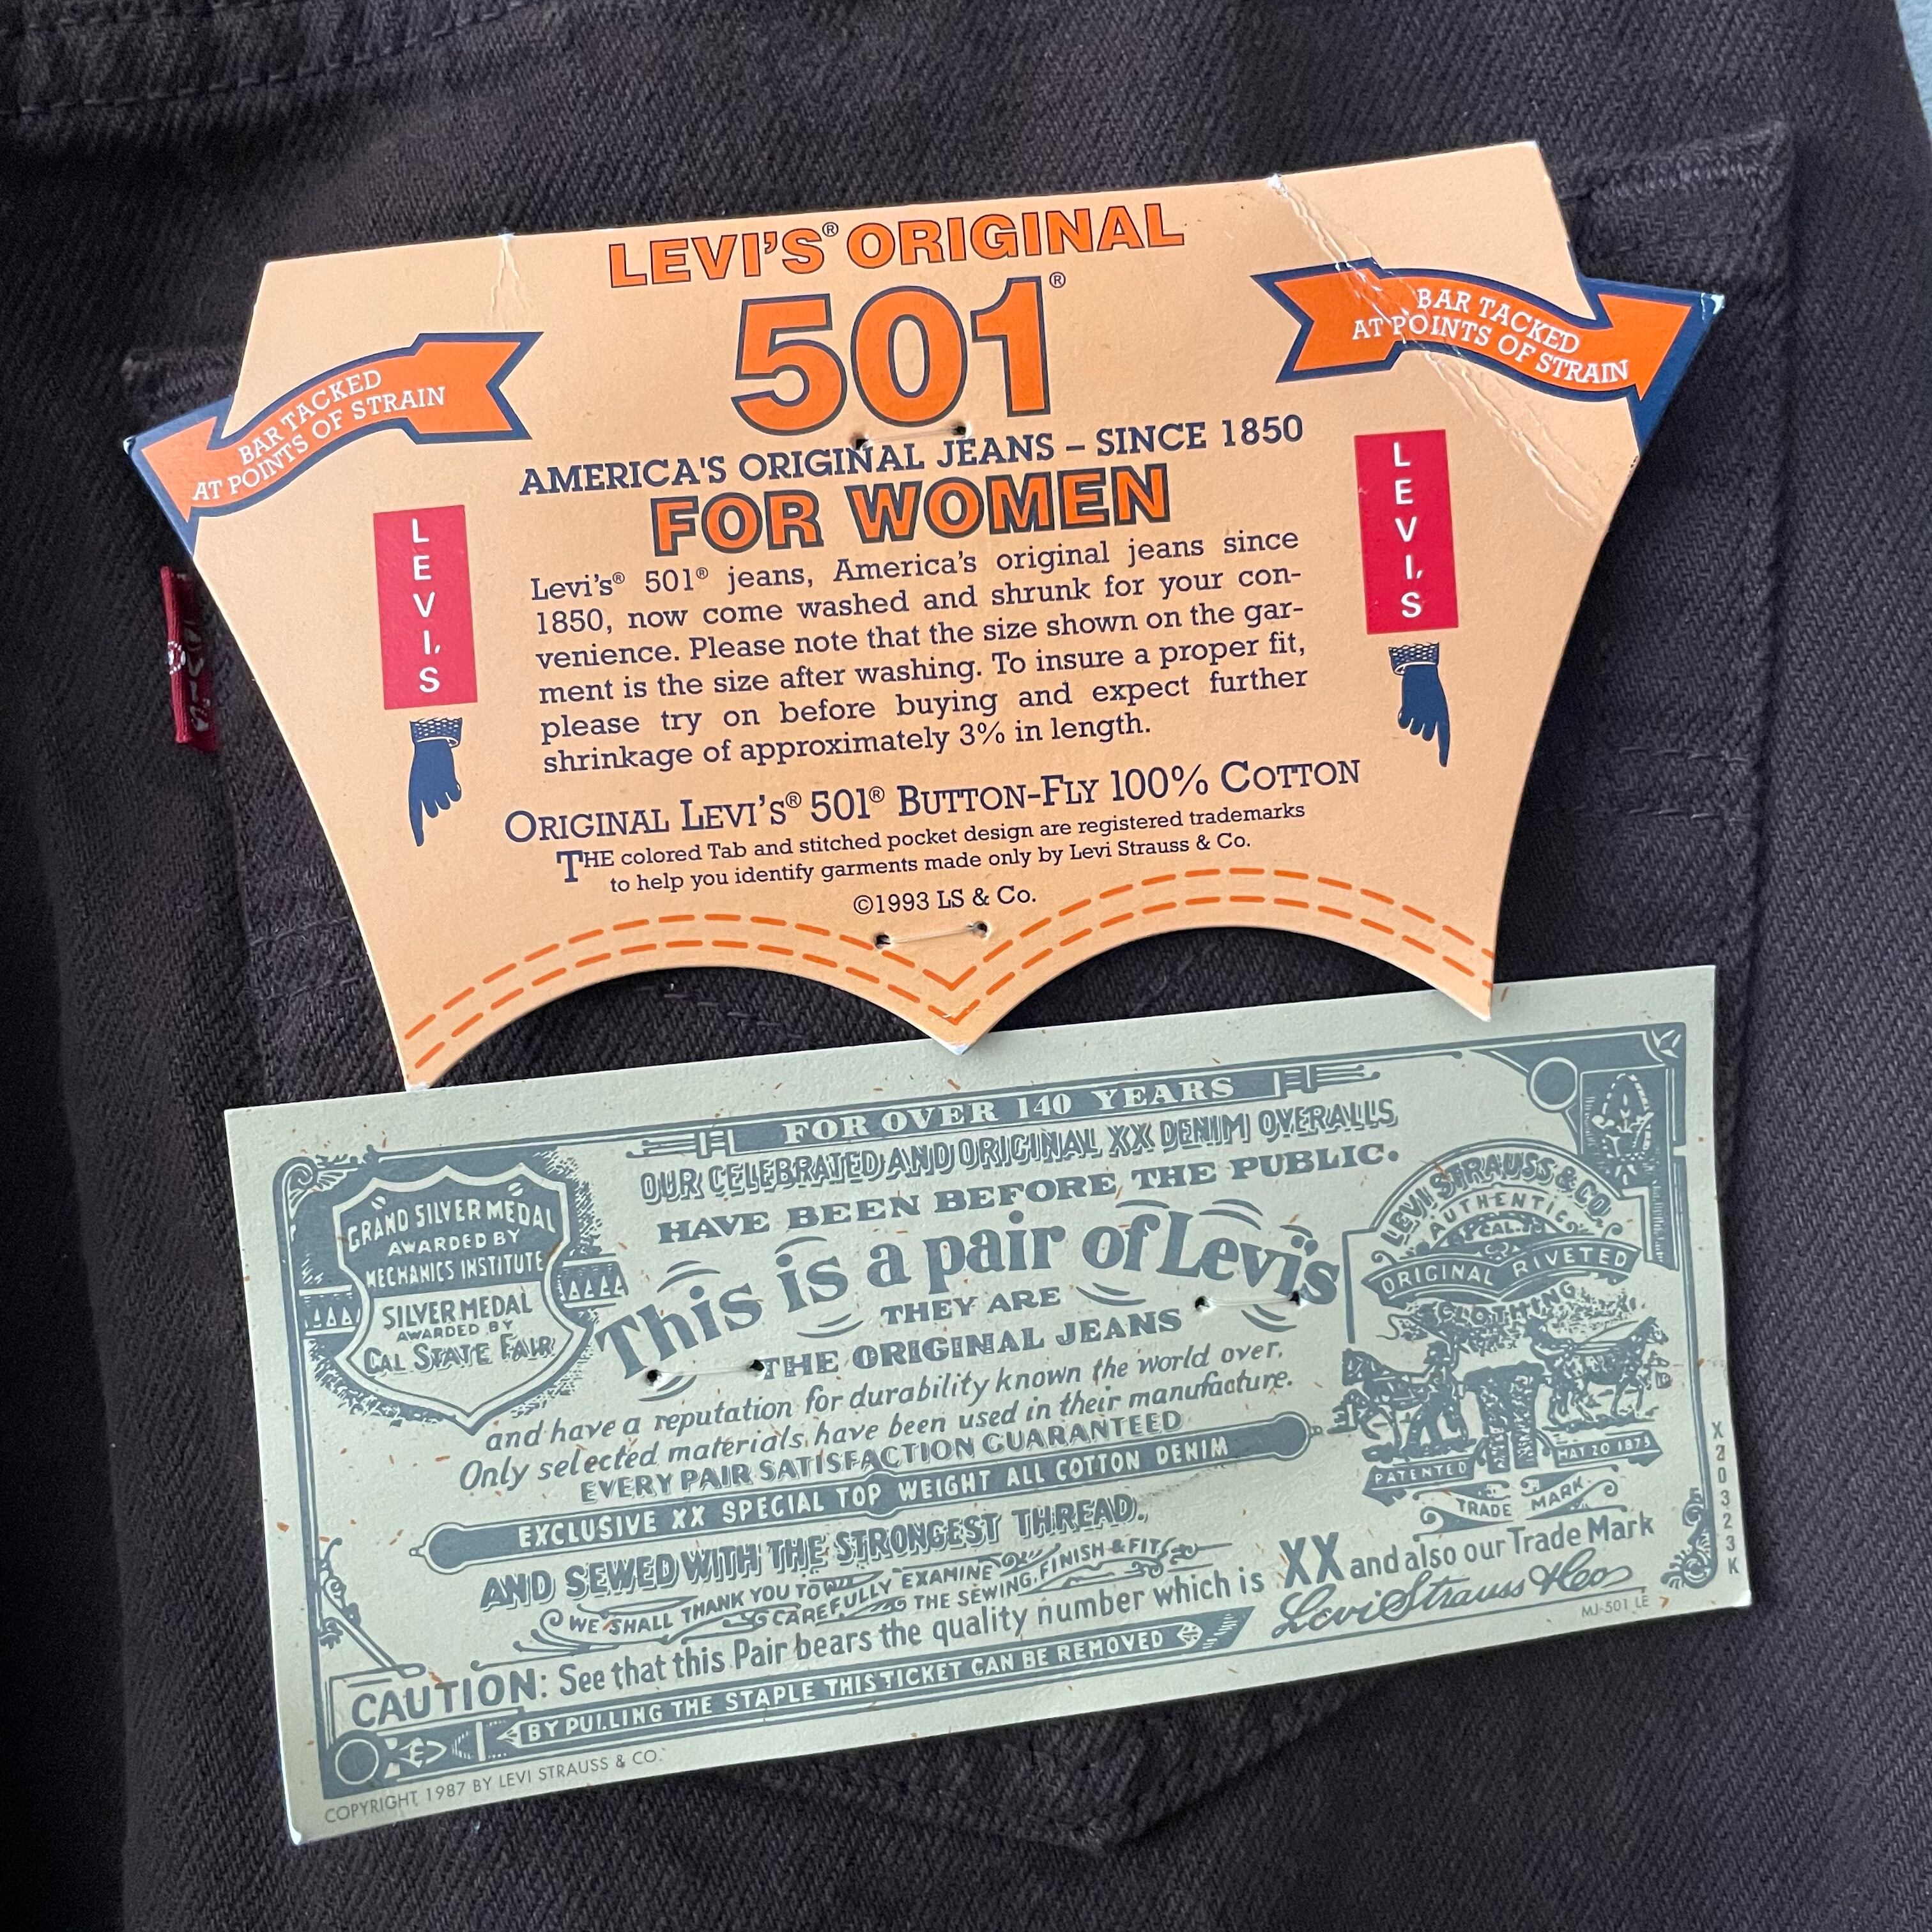 LEVI'S® ORIGINAL
501®
AMERICA'S ORIGINAL JEANS – SINCE 1850
FOR WOMEN
BAR TACKED
AT POINTS OF STRAIN
BAR TACKED
AT POINTS OF STRAIN
LEVI'S
LEVI'S
Levi's® 501® jeans, America's original jeans since
1850, now come washed and shrunk for your con-
venience. Please note that the size shown on the gar-
ment is the size after washing. To insure a proper fit,
please try on before buying and expect further
shrinkage of approximately 3% in length.
ORIGINAL LEVI'S® 501® BUTTON-FLY 100% COTTON
THE colored Tab and stitched pocket design are registered trademarks
to help you identify garments made only by Levi Strauss & Co.
©1993 LS & Co.
FOR OVER 140 YEARS
OUR CELEBRATED AND ORIGINAL XX DENIM OVERALLS
HAVE BEEN BEFORE THE PUBLIC.
This is a pair of Levi's
THEY ARE
THE ORIGINAL JEANS
and have a reputation for durability known the world over.
Only selected materials have been used in their manufacture.
EVERY PAIR SATISFACTION GUARANTEED
EXCLUSIVE XX SPECIAL TOP WEIGHT ALL COTTON DENIM
AND SEWED WITH THE STRONGEST THREAD.
WE SHALL THANK YOU TO CAREFULLY EXAMINE THE SEWING, FINISH & FIT
CAUTION: See that this Pair bears the quality number which is XX and also our Trade Mark
Levi Strauss & Co
BY PULLING THE STAPLE THIS TICKET CAN BE REMOVED
MJ-501 LE 7
COPYRIGHT 1987 BY LEVI STRAUSS & CO.
GRAND SILVER MEDAL
AWARDED BY
MECHANICS INSTITUTE
SILVER MEDAL
AWARDED BY
CAL STATE FAIR
LEVI STRAUSS & CO.
AUTHENTIC
S.F. CAL.
ORIGINAL RIVETED
CLOTHING
PATENTED
MAY 20 1873
TRADE MARK
X20323K